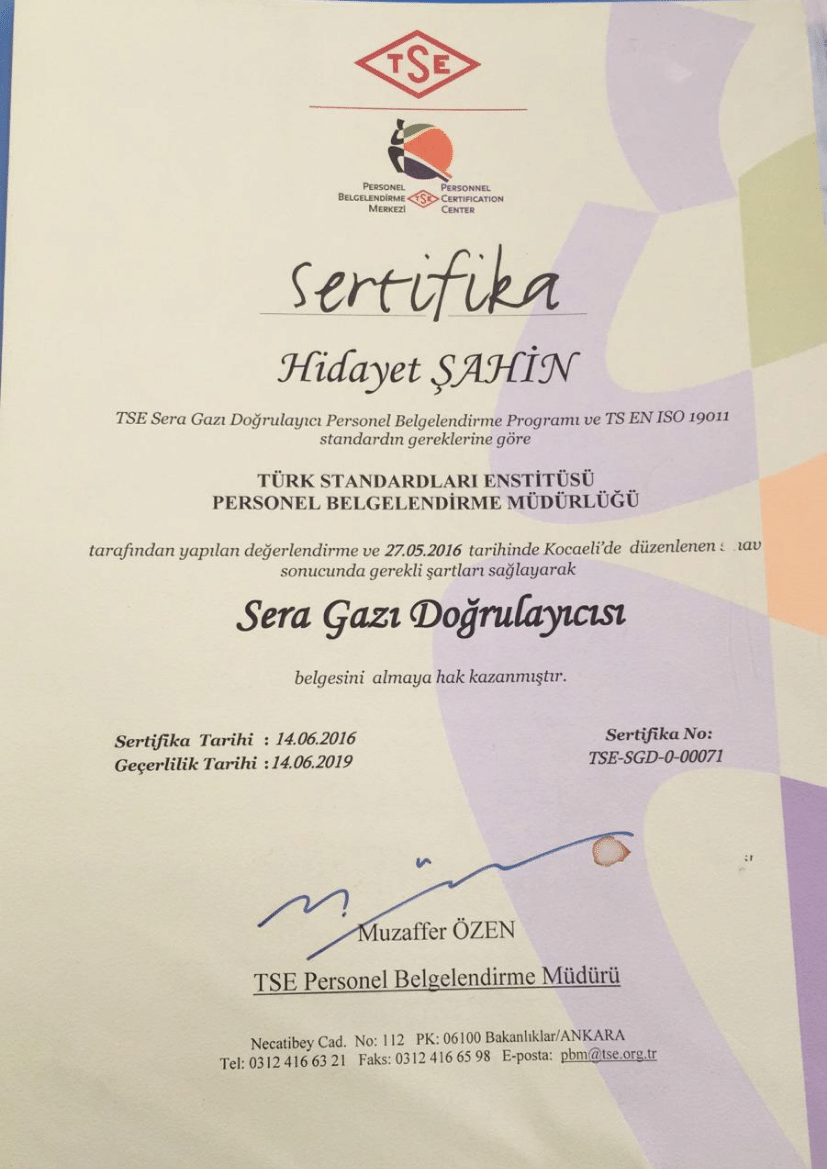 TSE
PERSONEL BELGELENDİRME MERKEZİ
TSE
PERSONNEL CERTIFICATION CENTER
Sertifika
Hidayet ŞAHİN
TSE Sera Gazı Doğrulayıcı Personel Belgelendirme Programı ve TS EN ISO 19011
standardın gereklerine göre
TÜRK STANDARDLARI ENSTİTÜSÜ
PERSONEL BELGELENDİRME MÜDÜRLÜĞÜ
tarafından yapılan değerlendirme ve 27.05.2016 tarihinde Kocaeli'de düzenlenen
sonucunda gerekli şartları sağlayarak
Sera Gazı Doğrulayıcısı
belgesini almaya hak kazanmıştır.
Sertifika Tarihi : 14.06.2016
Geçerlilik Tarihi : 14.06.2019
Sertifika No:
TSE-SGD-0-00071
Muzaffer ÖZEN
TSE Personel Belgelendirme Müdürü
Necatibey Cad. No: 112 PK: 06100 Bakanlıklar/ANKARA
Tel: 0312 416 63 21 Faks: 0312 416 65 98 E-posta: pbm@tse.org.tr